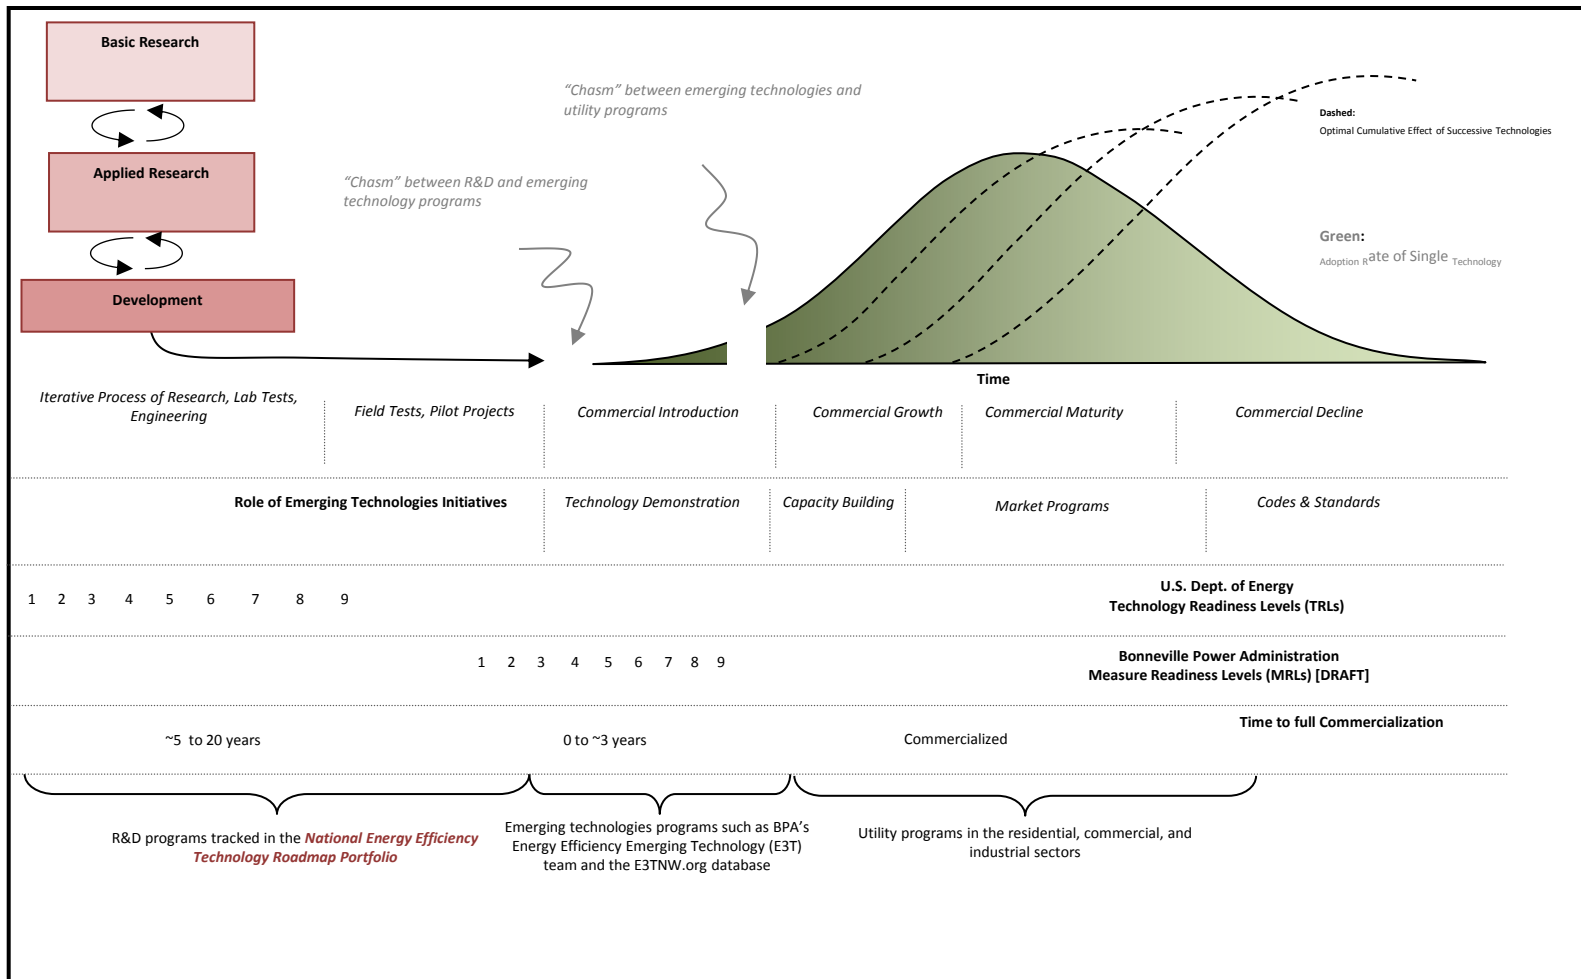 Basic Research
“Chasm” between emerging technologies and
utility programs
Dashed:
Optimal Cumulative Effect of Successive Technologies
Applied Research
“Chasm” between R&D and emerging
technology programs
Green:
Adoption Rate of Single Technology
Development
Time
Iterative Process of Research, Lab Tests,
Engineering
Field Tests, Pilot Projects
Commercial Introduction
Commercial Growth
Commercial Maturity
Commercial Decline
Role of Emerging Technologies Initiatives
Technology Demonstration
Capacity Building
Market Programs
Codes & Standards
U.S. Dept. of Energy
Technology Readiness Levels (TRLs)
1 2 3 4 5 6 7 8 9
Bonneville Power Administration
Measure Readiness Levels (MRLs) [DRAFT]
1 2 3 4 5 6 7 8 9
Time to full Commercialization
~5 to 20 years
0 to ~3 years
Commercialized
R&D programs tracked in the National Energy Efficiency
Technology Roadmap Portfolio
Emerging technologies programs such as BPA’s
Energy Efficiency Emerging Technology (E3T)
team and the E3TNW.org database
Utility programs in the residential, commercial, and
industrial sectors